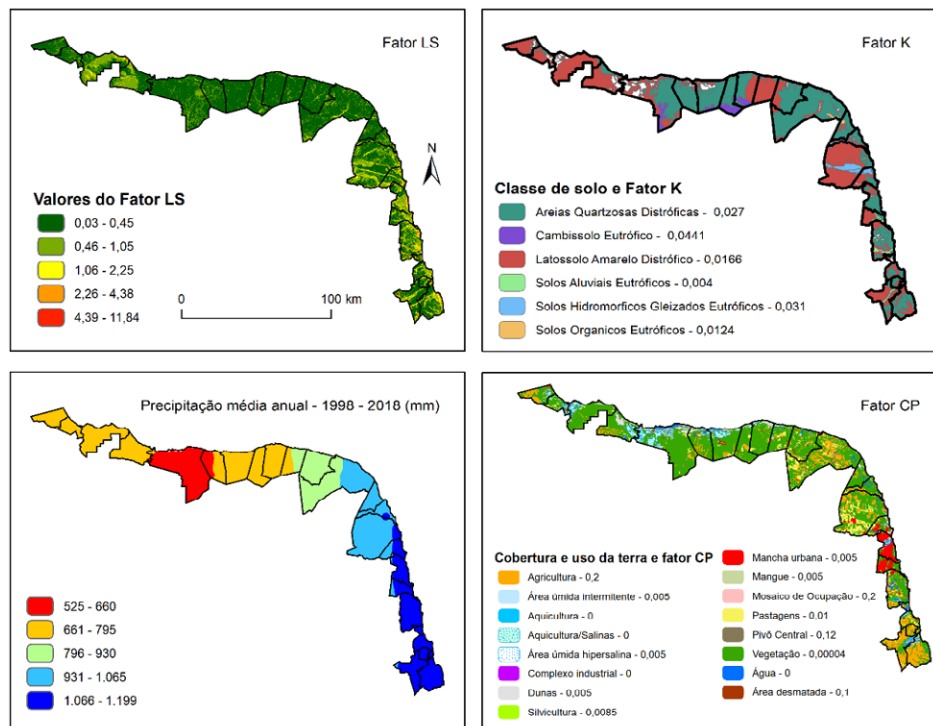 Fator LS
N
Valores do Fator LS
0,03 - 0,45
0,46 - 1,05
1,06 - 2,25
2,26 - 4,38
4,39 - 11,84
0
100 km
Fator K
Classe de solo e Fator K
Areias Quartzosas Distróficas - 0,027
Cambissolo Eutrófico - 0,0441
Latossolo Amarelo Distrófico - 0,0166
Solos Aluviais Eutróficos - 0,004
Solos Hidromorficos Gleizados Eutróficos - 0,031
Solos Organicos Eutróficos - 0,0124
Precipitação média anual - 1998 - 2018 (mm)
525 - 660
661 - 795
796 - 930
931 - 1.065
1.066 - 1.199
Fator CP
Cobertura e uso da terra e fator CP
Agricultura - 0,2
Área úmida intermitente - 0,005
Aquicultura - 0
Aquicultura/Salinas - 0
Área úmida hipersalina - 0,005
Complexo industrial - 0
Dunas - 0,005
Silvicultura - 0,0085
Mancha urbana - 0,005
Mangue - 0,005
Mosaico de Ocupação - 0,2
Pastagens - 0,01
Pivô Central - 0,12
Vegetação - 0,00004
Água - 0
Área desmatada - 0,1